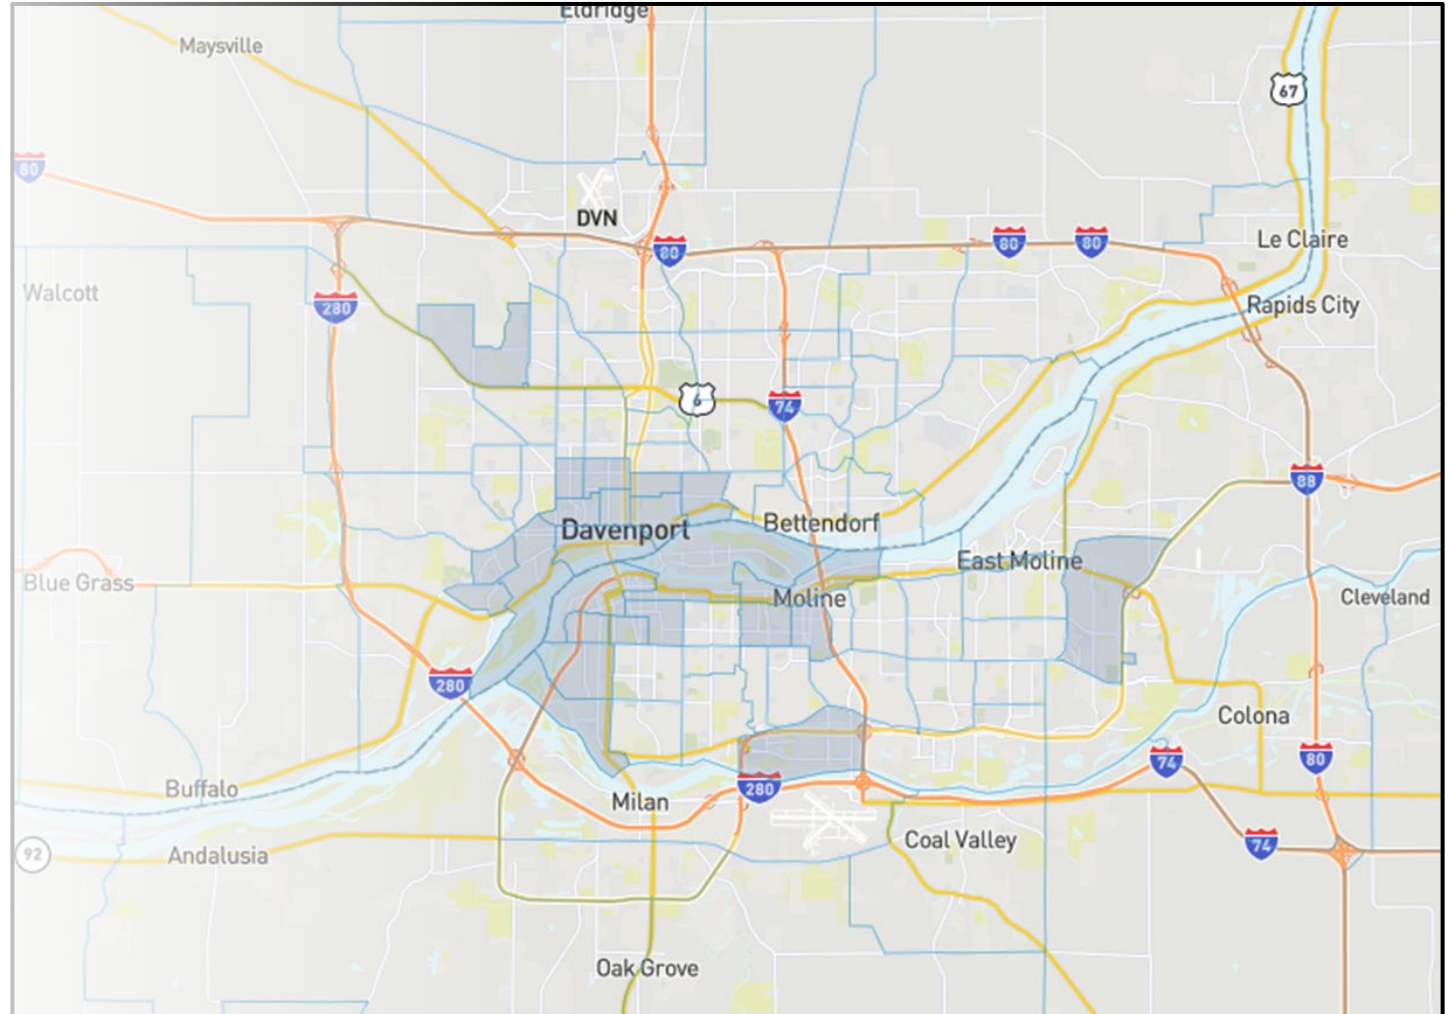 Eldridge
Maysville
67
80
DVN
80
80
80
Le Claire
Walcott
280
Rapids City
6
74
88
Davenport
Bettendorf
East Moline
Blue Grass
Moline
Cleveland
280
Colona
74
80
Buffalo
280
Milan
Coal Valley
74
92
Andalusia
Oak Grove